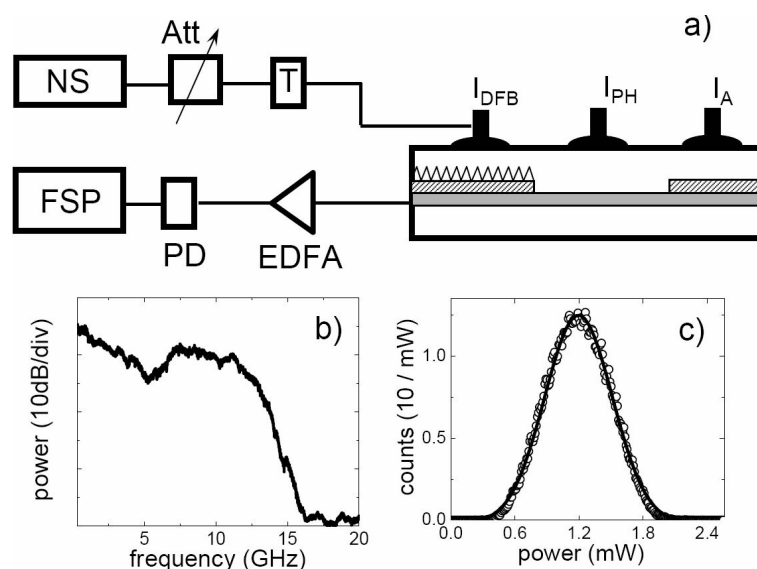 a)
Att
NS
T
I_DFB
I_PH
I_A
FSP
PD
EDFA
b)
power (10dB/div)
5 10 15 20
frequency (GHz)
c)
counts (10 / mW)
1.0
0.5
0.0
0.0 0.6 1.2 1.8 2.4
power (mW)